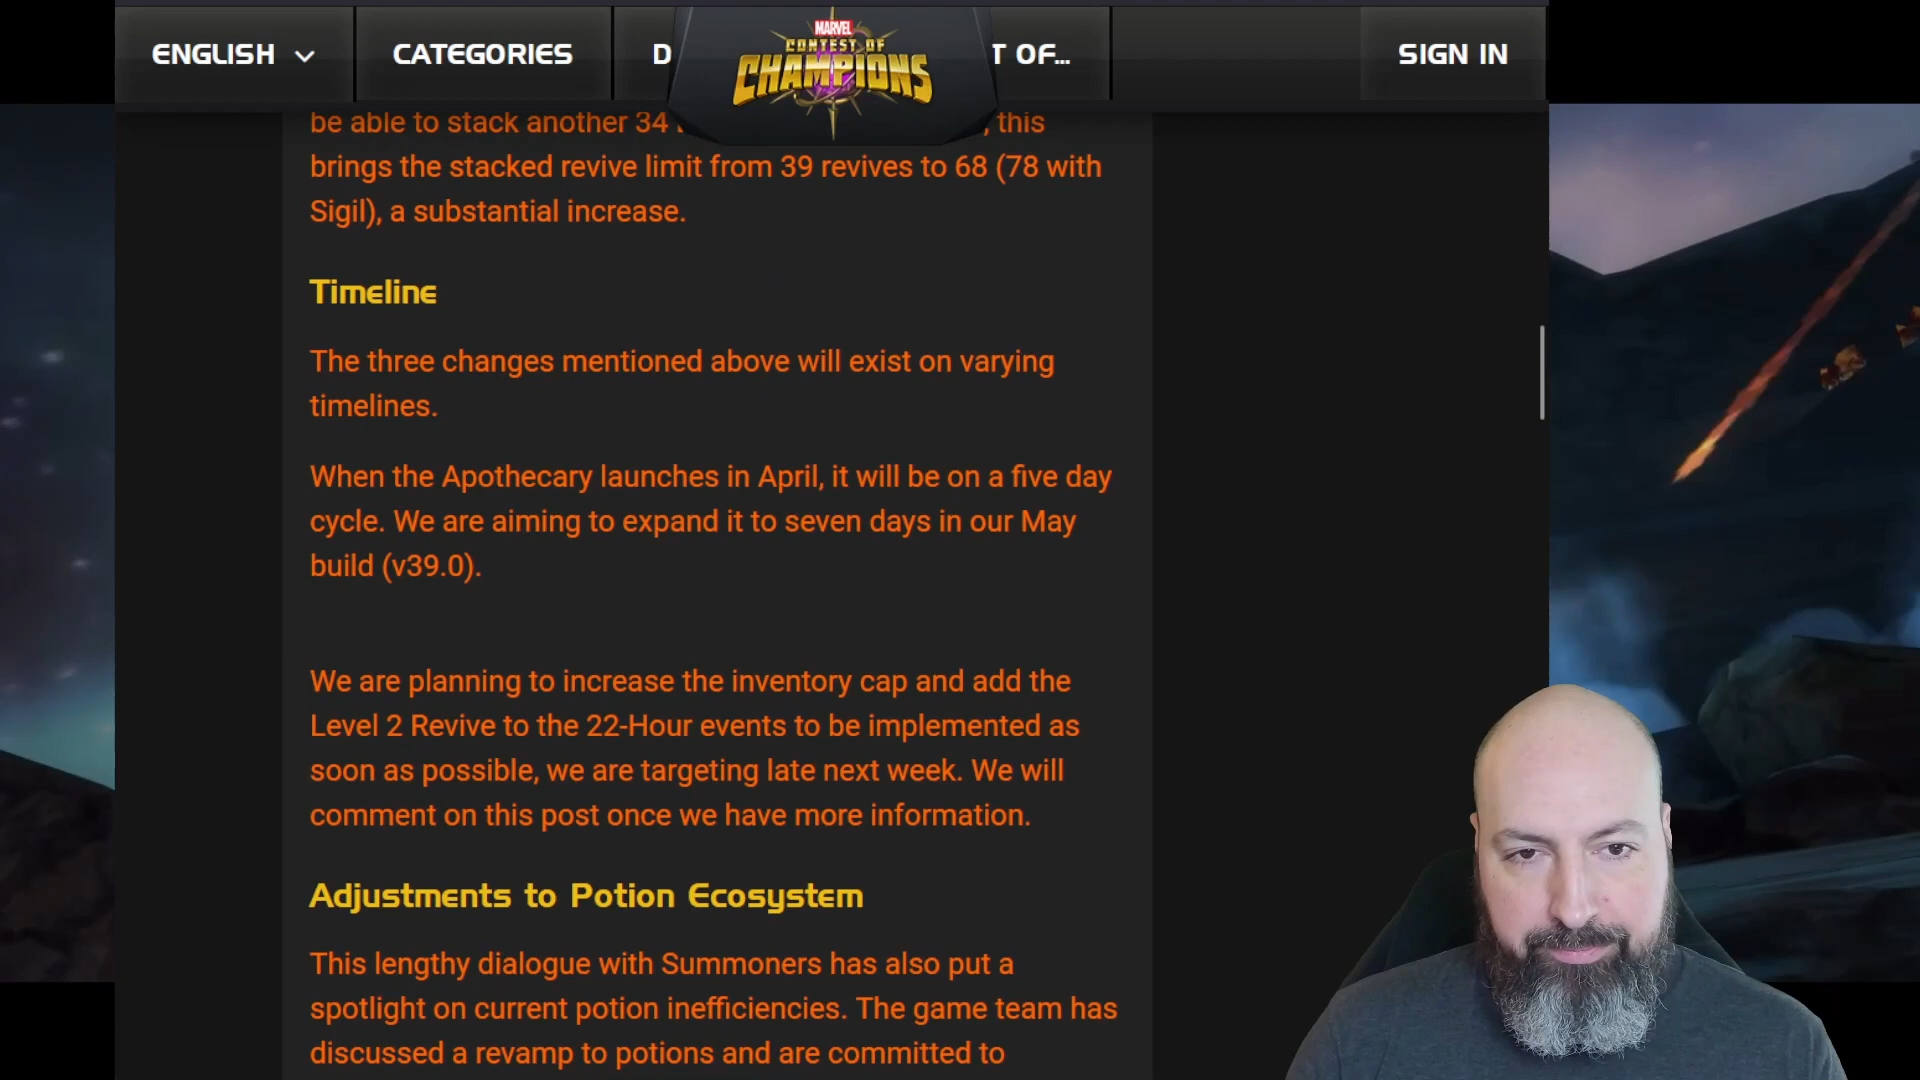 ENGLISH CATEGORIES D T OF... SIGN IN
MARVEL
CONTEST OF
CHAMPIONS
be able to stack another 34 , this
brings the stacked revive limit from 39 revives to 68 (78 with
Sigil), a substantial increase.
Timeline
The three changes mentioned above will exist on varying
timelines.
When the Apothecary launches in April, it will be on a five day
cycle. We are aiming to expand it to seven days in our May
build (v39.0).
We are planning to increase the inventory cap and add the
Level 2 Revive to the 22-Hour events to be implemented as
soon as possible, we are targeting late next week. We will
comment on this post once we have more information.
Adjustments to Potion Ecosystem
This lengthy dialogue with Summoners has also put a
spotlight on current potion inefficiencies. The game team has
discussed a revamp to potions and are committed to